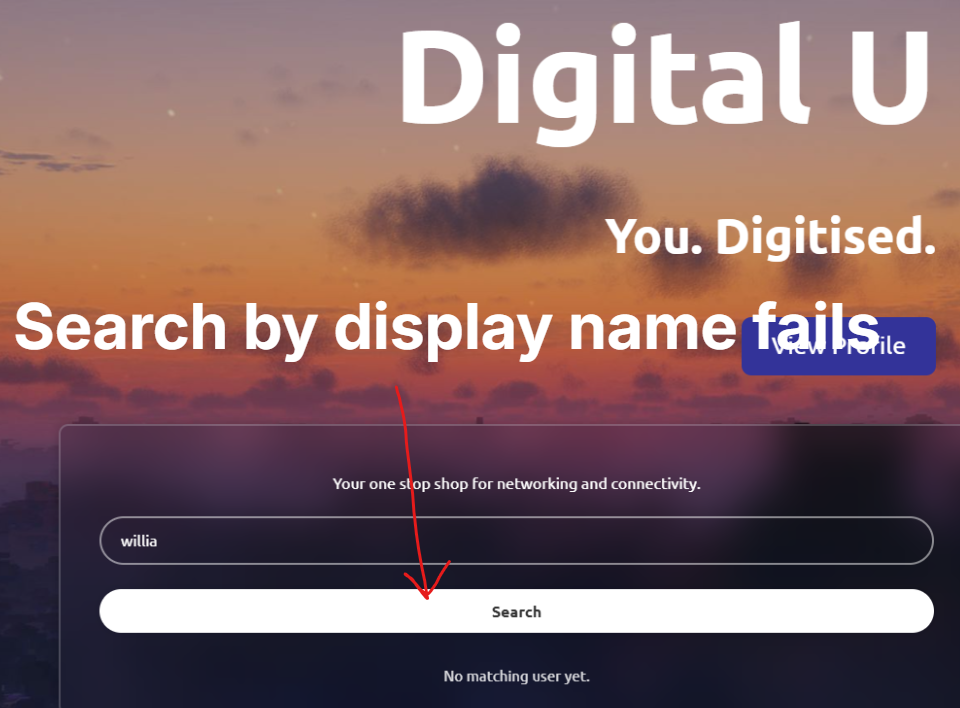 Digital U
You. Digitised.
Search by display name fails
View Profile
Your one stop shop for networking and connectivity.
willia
Search
No matching user yet.